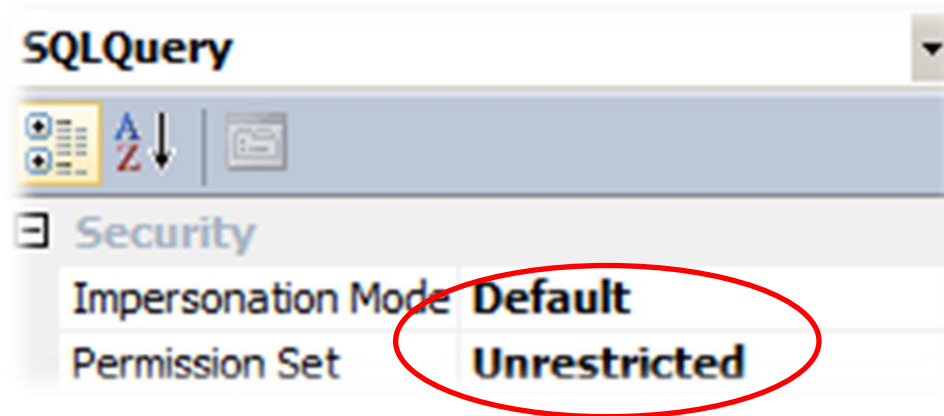 SQLQuery
A
Z
Security
Impersonation Mode Default
Permission Set Unrestricted